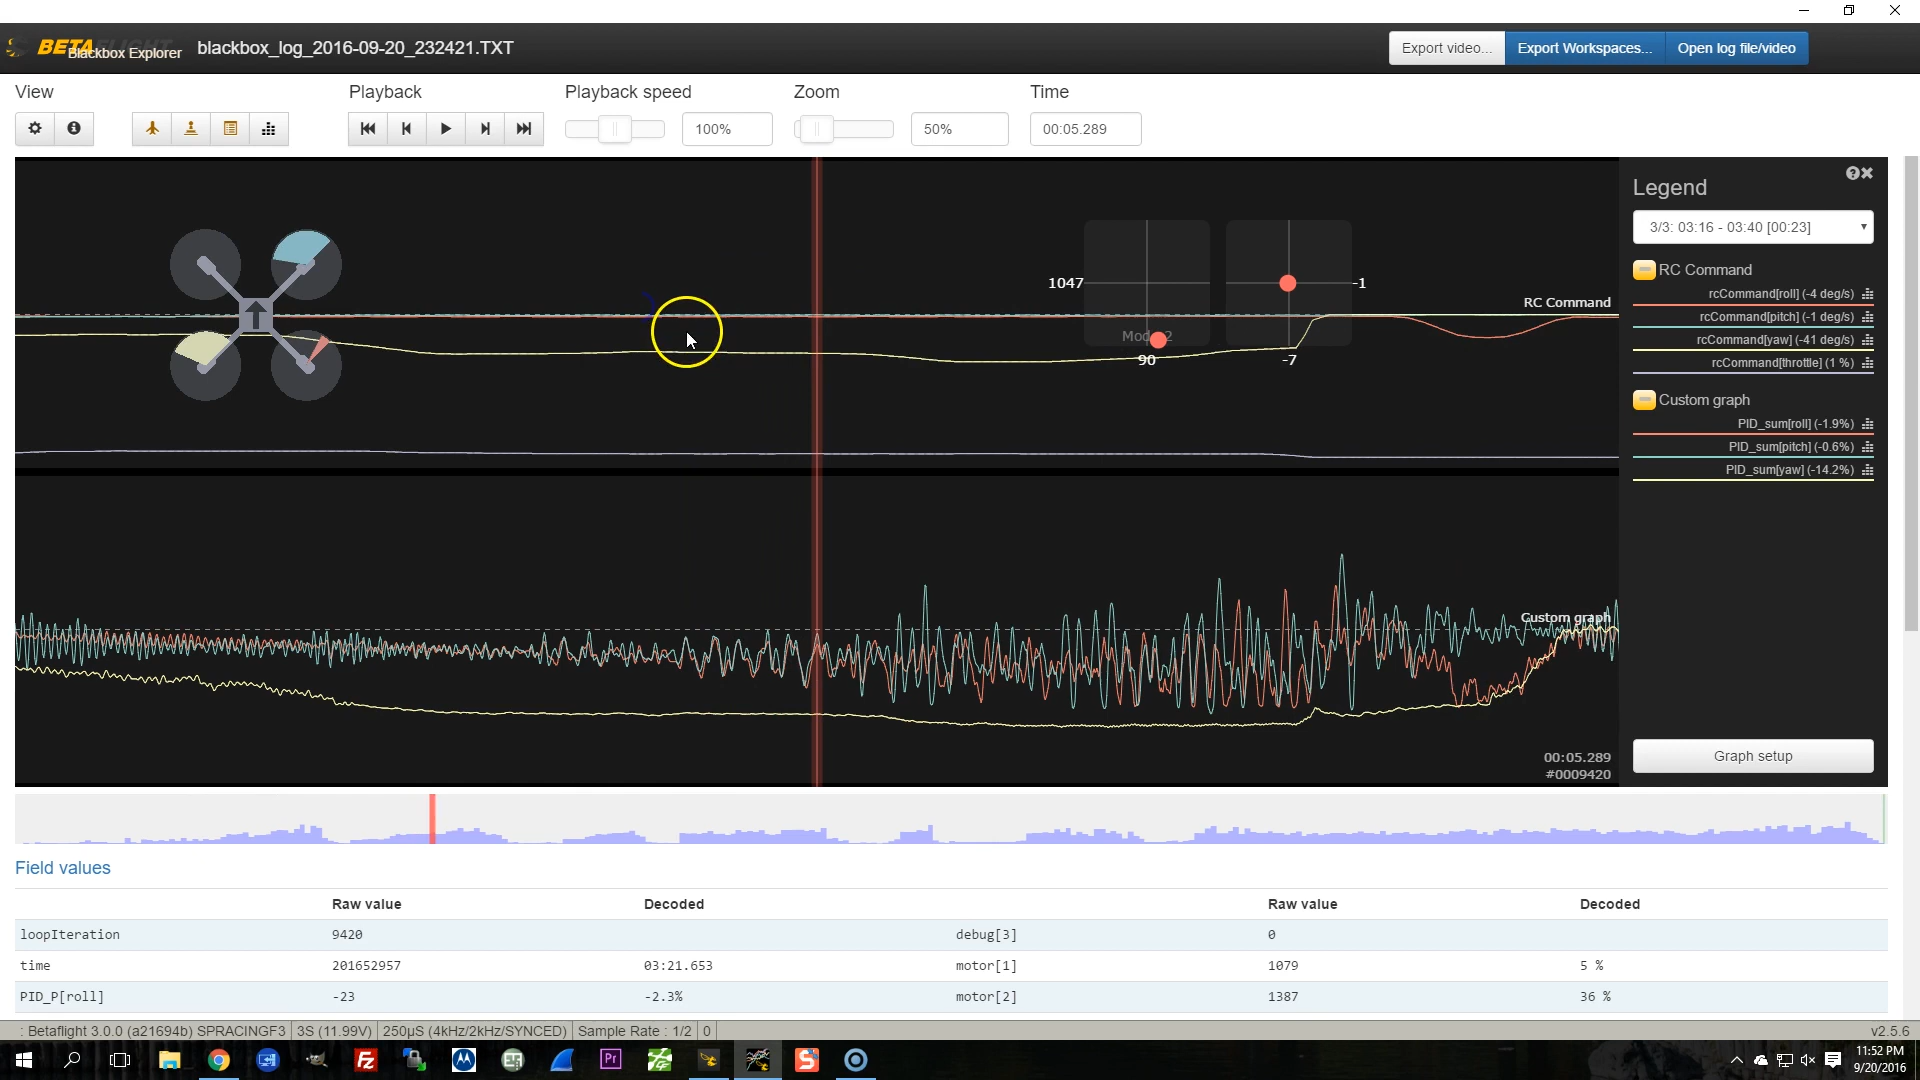 BETAFLIGHT
Blackbox Explorer
blackbox_log_2016-09-20_232421.TXT
Export video...
Export Workspaces...
Open log file/video
View
Playback
Playback speed
Zoom
Time
100%
50%
00:05.289
Legend
3/3: 03:16 - 03:40 [00:23]
RC Command
rcCommand[roll] (-4 deg/s)
rcCommand[pitch] (-1 deg/s)
rcCommand[yaw] (-41 deg/s)
rcCommand[throttle] (1 %)
Custom graph
PID_sum[roll] (-1.9%)
PID_sum[pitch] (-0.6%)
PID_sum[yaw] (-14.2%)
Graph setup
1047
-1
RC Command
Mode 2
90
-7
Custom graph
00:05.289
#0009420
Field values
Raw value Decoded Raw value Decoded
loopIteration 9420 debug[3] 0
time 201652957 03:21.653 motor[1] 1079 5 %
PID_P[roll] -23 -2.3% motor[2] 1387 36 %
: Betaflight 3.0.0 (a21694b) SPRACINGF3 3S (11.99V) 250µS (4kHz/2kHz/SYNCED) Sample Rate : 1/2 0 v2.5.6
11:52 PM
9/20/2016